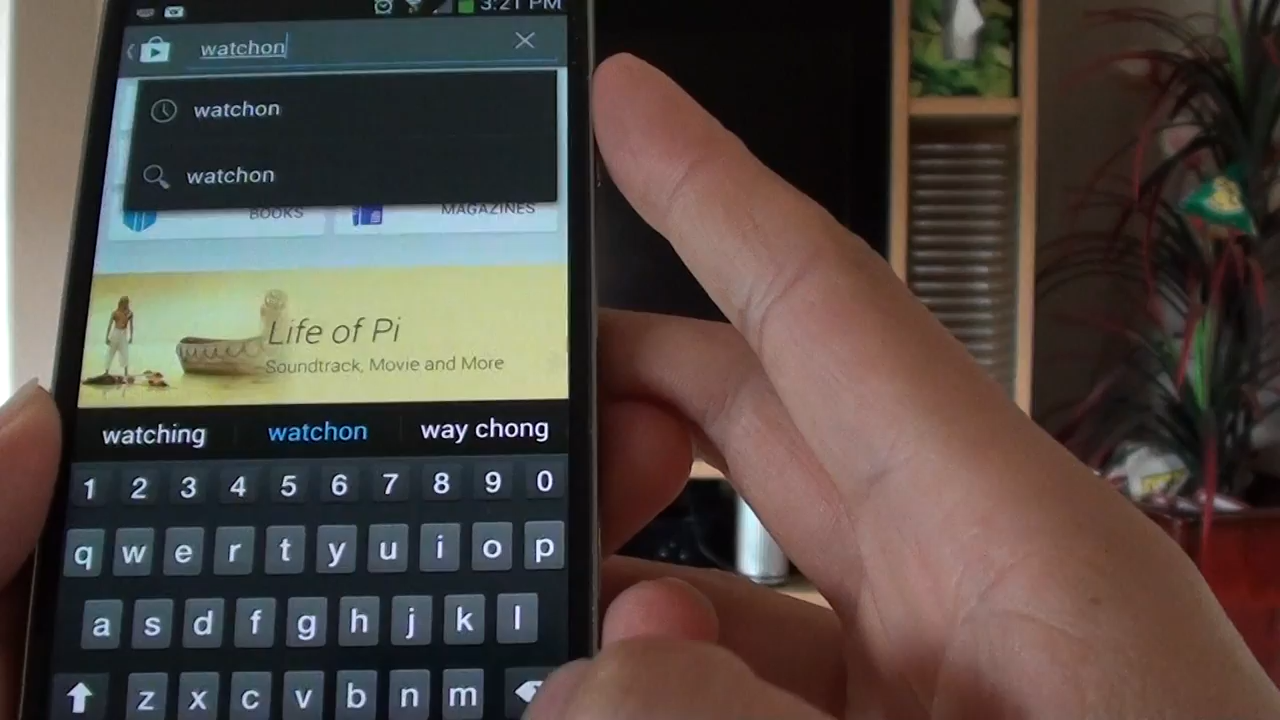 3:21 PM
watchon
watchon
watchon
BOOKS MAGAZINES
Life of Pi
Soundtrack, Movie and More
watching watchon way chong
1 2 3 4 5 6 7 8 9 0
q w e r t y u i o p
a s d f g h j k l
z x c v b n m